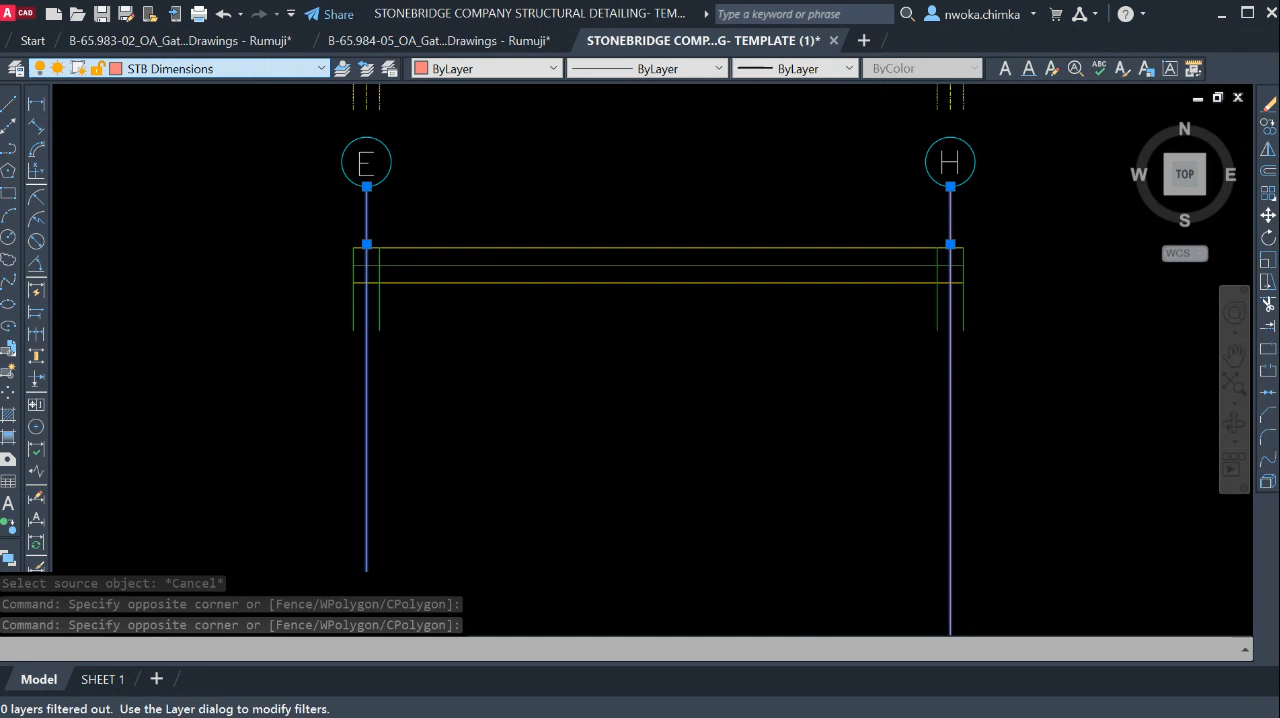 A CAD
Share
STONEBRIDGE COMPANY STRUCTURAL DETAILING- TEM...
Type a keyword or phrase
nwoka.chimka
Start
B-65.983-02_OA_Gat...Drawings - Rumuji*
B-65.984-05_OA_Gat...Drawings - Rumuji*
STONEBRIDGE COMP...G- TEMPLATE (1)*
STB Dimensions
ByLayer
ByLayer
ByLayer
ByColor
E
H
N
W
TOP
E
S
WCS
Select source object: *Cancel*
Command: Specify opposite corner or [Fence/WPolygon/CPolygon]:
Command: Specify opposite corner or [Fence/WPolygon/CPolygon]:
Model
SHEET 1
0 layers filtered out.  Use the Layer dialog to modify filters.